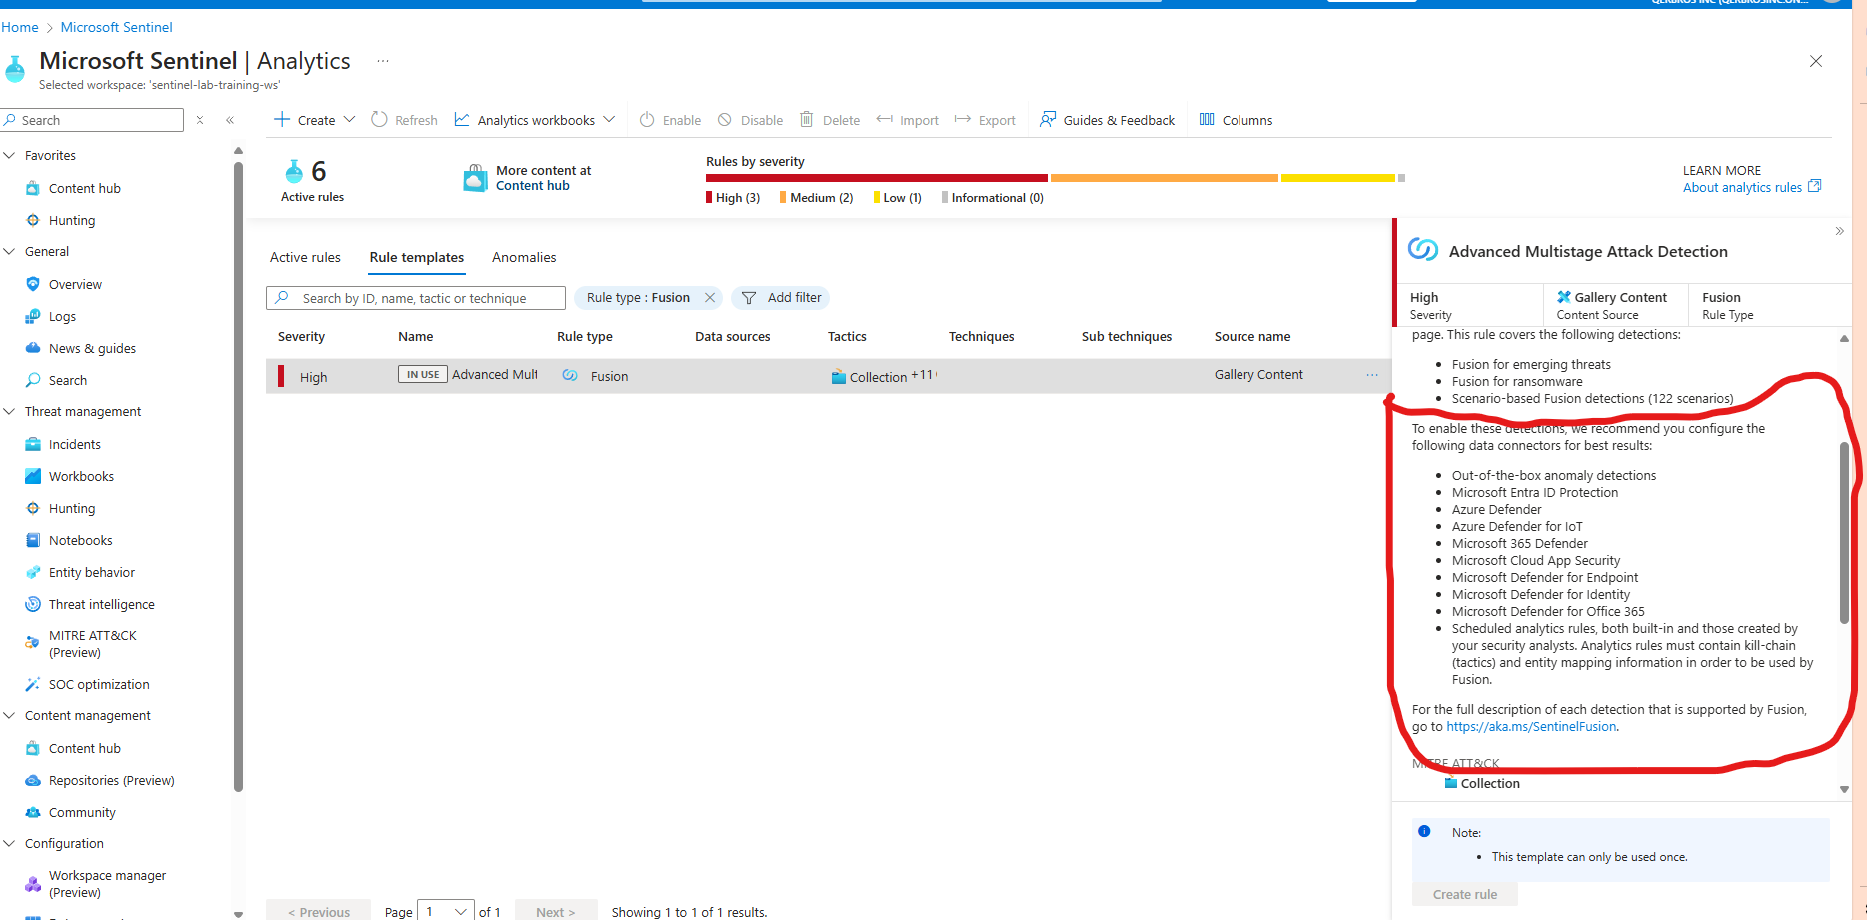 Home > Microsoft Sentinel
Microsoft Sentinel | Analytics ...
Selected workspace: 'sentinel-lab-training-ws'
Search
Favorites
Content hub
Hunting
General
Overview
Logs
News & guides
Search
Threat management
Incidents
Workbooks
Hunting
Notebooks
Entity behavior
Threat intelligence
MITRE ATT&CK
(Preview)
SOC optimization
Content management
Content hub
Repositories (Preview)
Community
Configuration
Workspace manager
(Preview)
Create Refresh Analytics workbooks Enable Disable Delete Import Export Guides & Feedback Columns
6
Active rules
More content at
Content hub
Rules by severity
High (3) Medium (2) Low (1) Informational (0)
LEARN MORE
About analytics rules
Active rules Rule templates Anomalies
Search by ID, name, tactic or technique Rule type : Fusion Add filter
Severity Name Rule type Data sources Tactics Techniques Sub techniques Source name
High IN USE Advanced Mult Fusion Collection +11 Gallery Content ...
< Previous Page 1 of 1 Next > Showing 1 to 1 of 1 results.
Advanced Multistage Attack Detection
High Gallery Content Fusion
Severity Content Source Rule Type
page. This rule covers the following detections:
• Fusion for emerging threats
• Fusion for ransomware
• Scenario-based Fusion detections (122 scenarios)
To enable these detections, we recommend you configure the
following data connectors for best results:
• Out-of-the-box anomaly detections
• Microsoft Entra ID Protection
• Azure Defender
• Azure Defender for IoT
• Microsoft 365 Defender
• Microsoft Cloud App Security
• Microsoft Defender for Endpoint
• Microsoft Defender for Identity
• Microsoft Defender for Office 365
• Scheduled analytics rules, both built-in and those created by
your security analysts. Analytics rules must contain kill-chain
(tactics) and entity mapping information in order to be used by
Fusion.
For the full description of each detection that is supported by Fusion,
go to https://aka.ms/SentinelFusion.
MITRE ATT&CK
Collection
Note:
• This template can only be used once.
Create rule